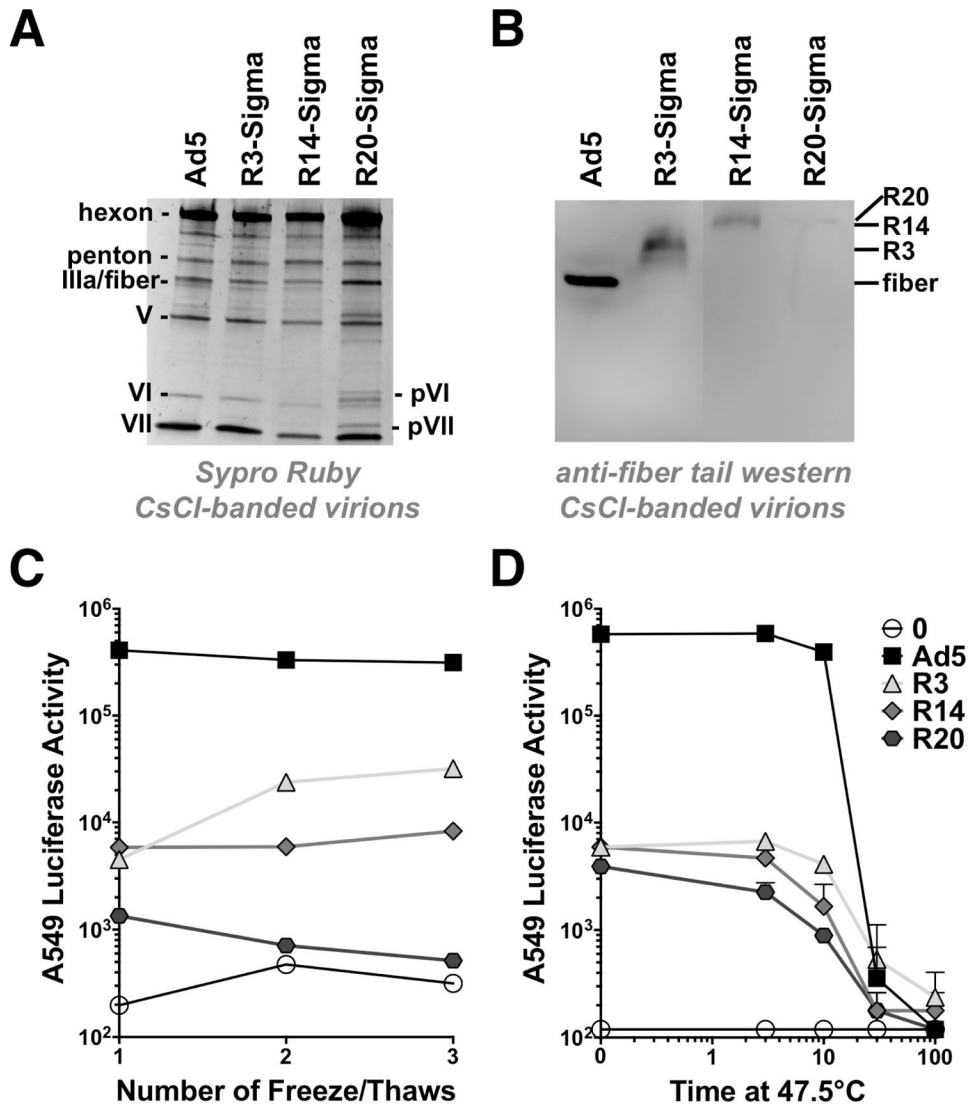 A
Ad5
R3-Sigma
R14-Sigma
R20-Sigma
hexon -
penton -
IIIa/fiber-
V -
VI -
VII -
- pVI
- pVII
Sypro Ruby
CsCl-banded virions
B
Ad5
R3-Sigma
R14-Sigma
R20-Sigma
R20
R14
R3
fiber
anti-fiber tail western
CsCl-banded virions
C
A549 Luciferase Activity
10^6
10^5
10^4
10^3
10^2
1 2 3
Number of Freeze/Thaws
D
A549 Luciferase Activity
10^6
10^5
10^4
10^3
10^2
0 1 10 100
Time at 47.5°C
0
Ad5
R3
R14
R20